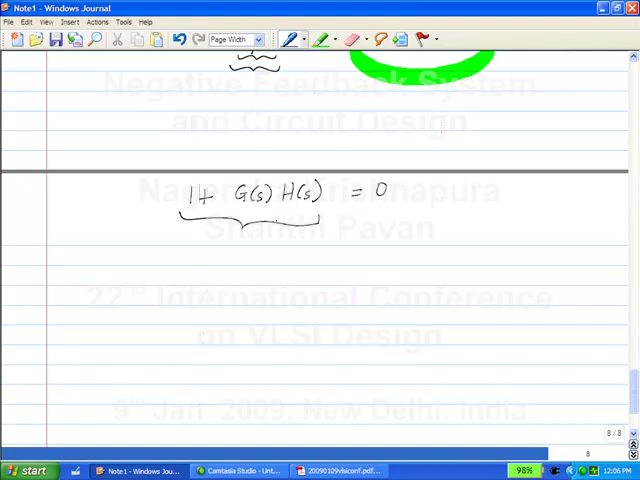 Note1 - Windows Journal
File Edit View Insert Actions Tools Help
Page Width
Negative Feedback System
and Circuit Design
1+ G(s) H(s) = 0
Nagendra Krishnapura
Shanthi Pavan
22nd International Conference
on VLSI Design
9th Jan. 2009. New Delhi, India
8/8
8
start
Note1 - Windows Jou...
Camtasia Studio - Unt...
20090109vlsiconf.pdf...
98%
12:06 PM